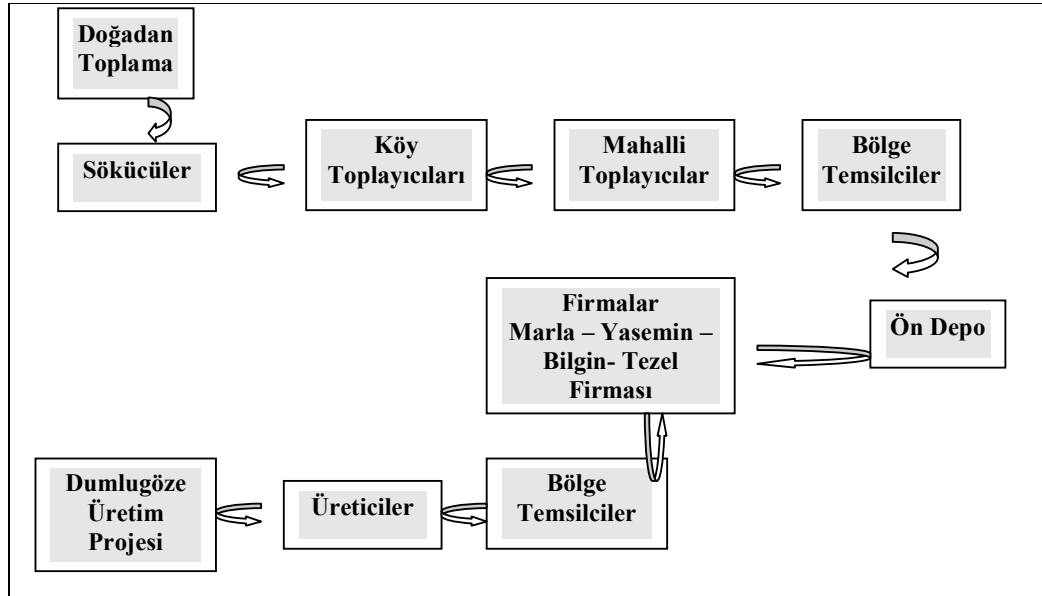 Doğadan
Toplama
Sökücüler
Köy
Toplayıcıları
Mahalli
Toplayıcılar
Bölge
Temsilciler
Ön Depo
Firmalar
Marla – Yasemin –
Bilgin- Tezel
Firması
Dumlugöze
Üretim
Projesi
Üreticiler
Bölge
Temsilciler